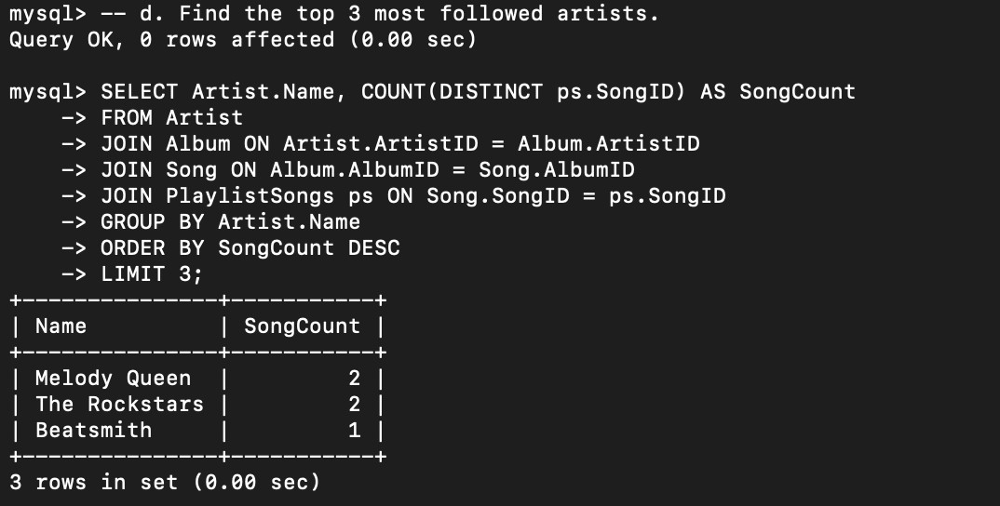 mysql> -- d. Find the top 3 most followed artists.
Query OK, 0 rows affected (0.00 sec)

mysql> SELECT Artist.Name, COUNT(DISTINCT ps.SongID) AS SongCount
    -> FROM Artist
    -> JOIN Album ON Artist.ArtistID = Album.ArtistID
    -> JOIN Song ON Album.AlbumID = Song.AlbumID
    -> JOIN PlaylistSongs ps ON Song.SongID = ps.SongID
    -> GROUP BY Artist.Name
    -> ORDER BY SongCount DESC
    -> LIMIT 3;
+---------------+-----------+
| Name          | SongCount |
+---------------+-----------+
| Melody Queen  |         2 |
| The Rockstars |         2 |
| Beatsmith     |         1 |
+---------------+-----------+
3 rows in set (0.00 sec)